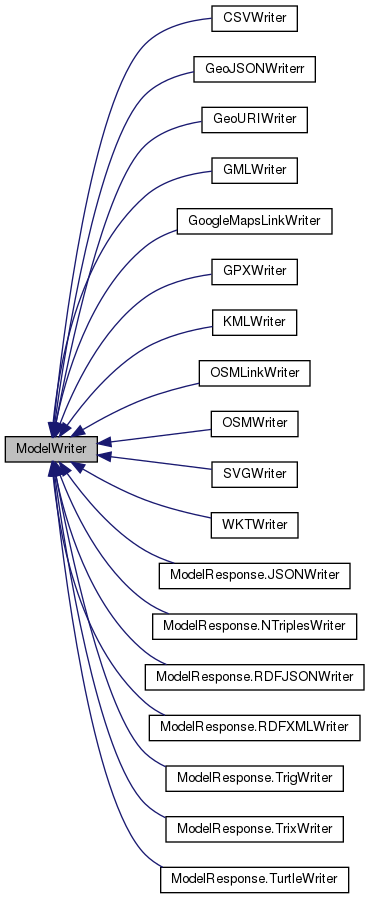 CSVWriter
GeoJSONWriterr
GeoURIWriter
GMLWriter
GoogleMapsLinkWriter
GPXWriter
KMLWriter
OSMLinkWriter
OSMWriter
ModelWriter
SVGWriter
WKTWriter
ModelResponse.JSONWriter
ModelResponse.NTriplesWriter
ModelResponse.RDFJSONWriter
ModelResponse.RDFXMLWriter
ModelResponse.TrigWriter
ModelResponse.TrixWriter
ModelResponse.TurtleWriter